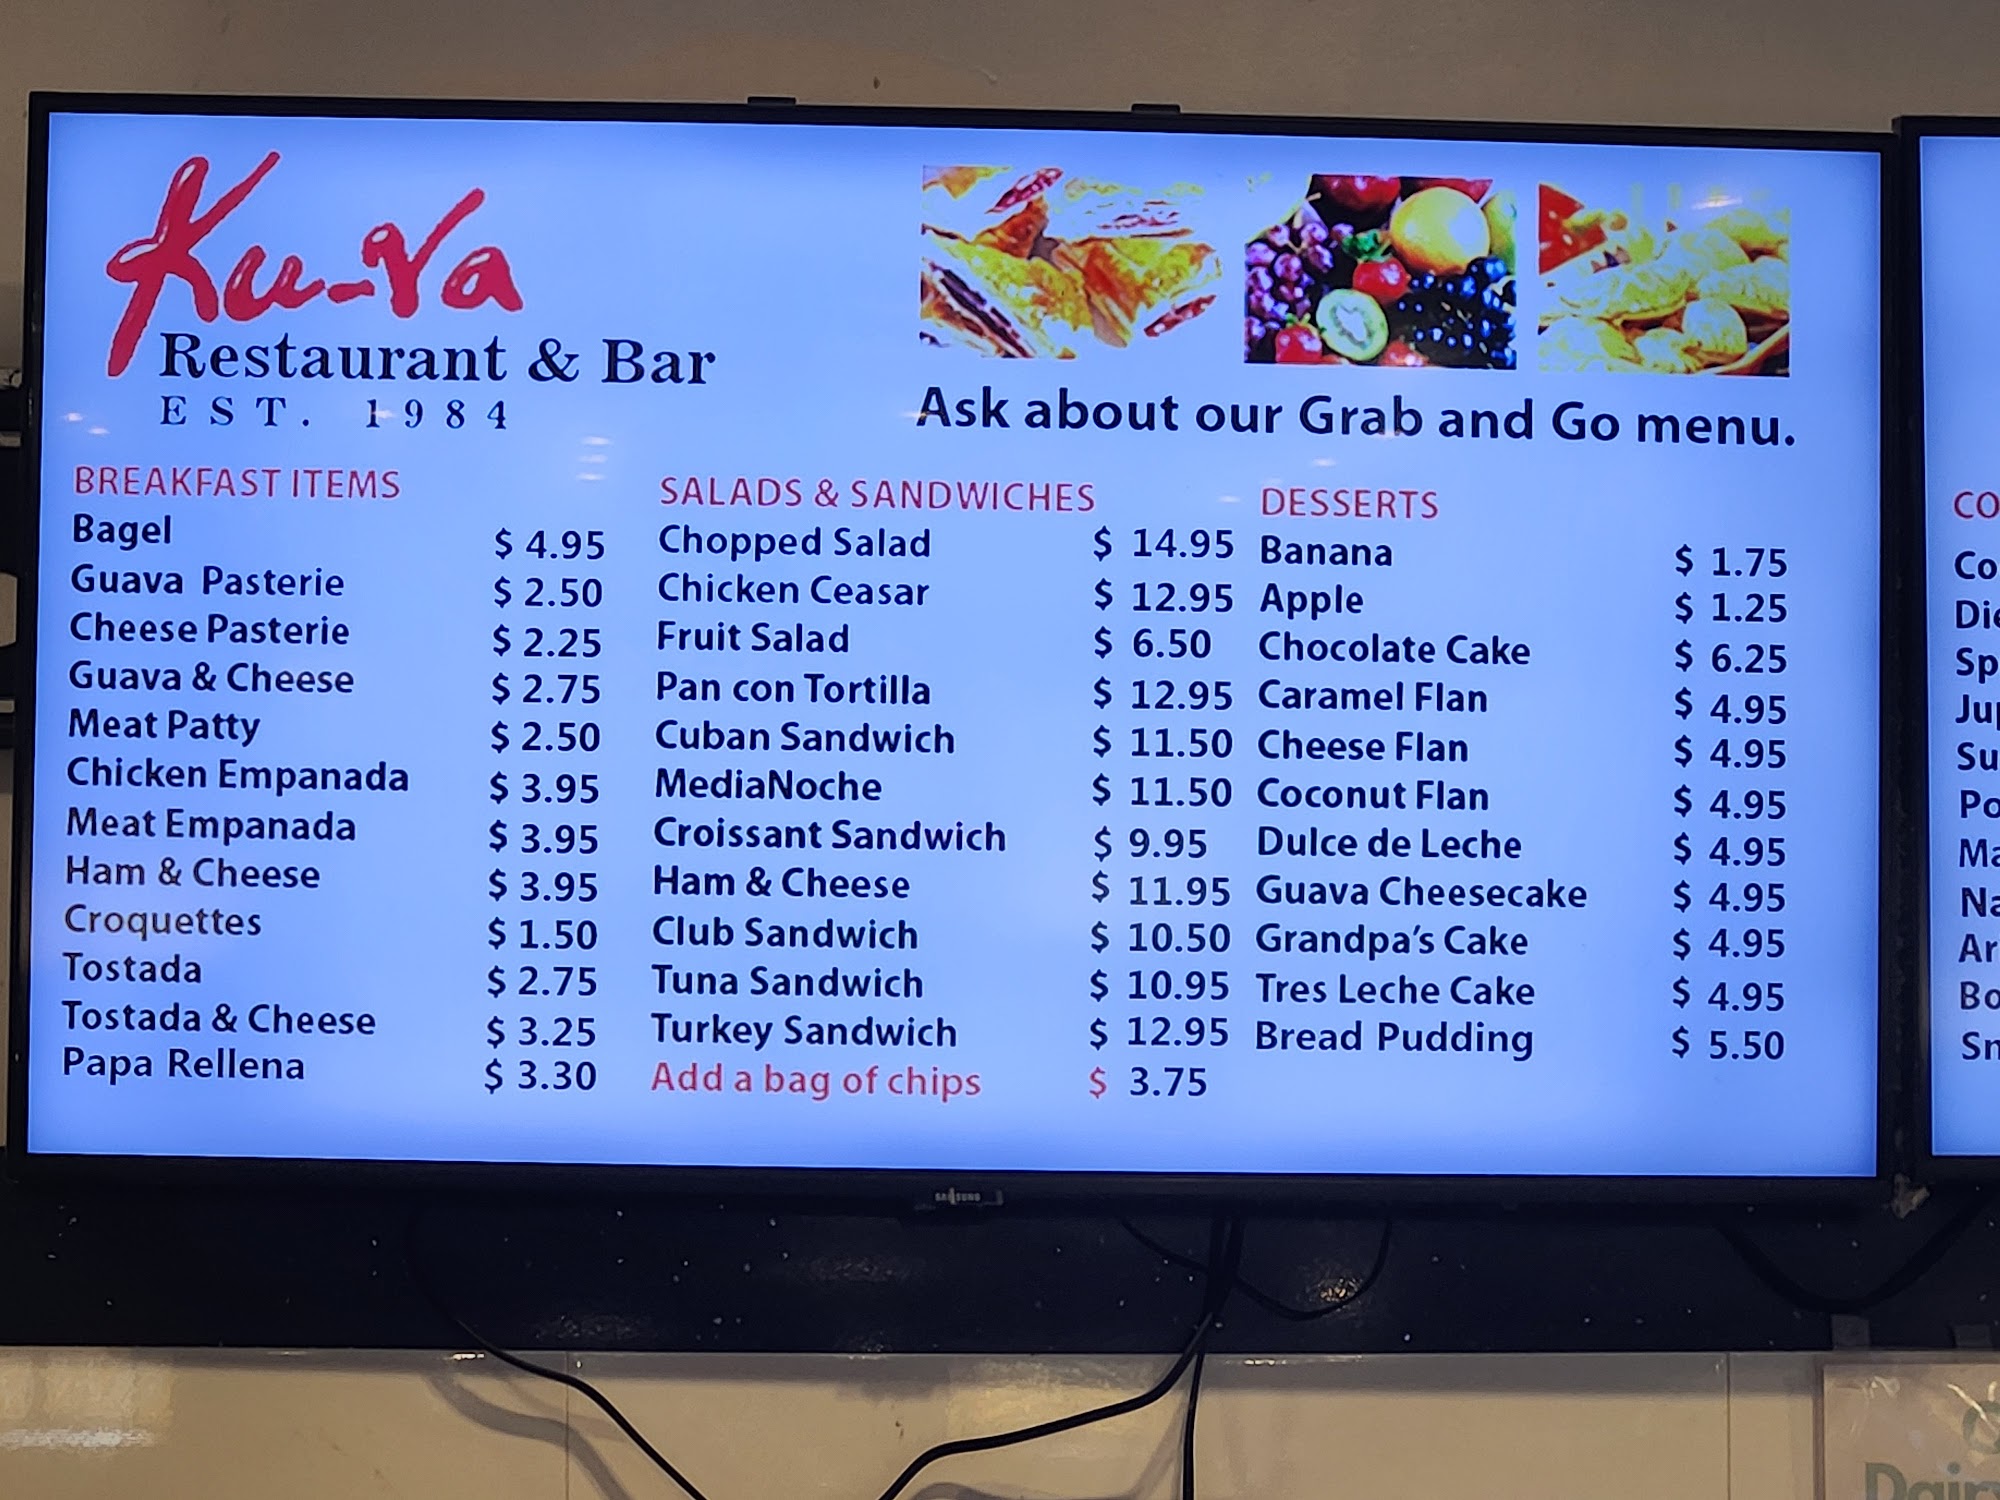 Ku-Va
Restaurant & Bar
EST. 1984
Ask about our Grab and Go menu.
BREAKFAST ITEMS
Bagel $ 4.95
Guava Pasterie $ 2.50
Cheese Pasterie $ 2.25
Guava & Cheese $ 2.75
Meat Patty $ 2.50
Chicken Empanada $ 3.95
Meat Empanada $ 3.95
Ham & Cheese $ 3.95
Croquettes $ 1.50
Tostada $ 2.75
Tostada & Cheese $ 3.25
Papa Rellena $ 3.30
SALADS & SANDWICHES
Chopped Salad $ 14.95
Chicken Ceasar $ 12.95
Fruit Salad $ 6.50
Pan con Tortilla $ 12.95
Cuban Sandwich $ 11.50
MediaNoche $ 11.50
Croissant Sandwich $ 9.95
Ham & Cheese $ 11.95
Club Sandwich $ 10.50
Tuna Sandwich $ 10.95
Turkey Sandwich $ 12.95
Add a bag of chips $ 3.75
DESSERTS
Banana $ 1.75
Apple $ 1.25
Chocolate Cake $ 6.25
Caramel Flan $ 4.95
Cheese Flan $ 4.95
Coconut Flan $ 4.95
Dulce de Leche $ 4.95
Guava Cheesecake $ 4.95
Grandpa's Cake $ 4.95
Tres Leche Cake $ 4.95
Bread Pudding $ 5.50
SAMSUNG